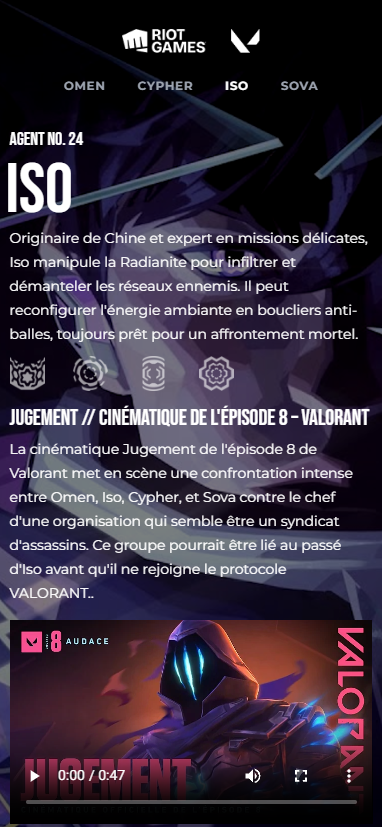 RIOT
GAMES
OMEN CYPHER ISO SOVA
AGENT NO. 24
ISO
Originaire de Chine et expert en missions délicates,
Iso manipule la Radianite pour infiltrer et
démanteler les réseaux ennemis. Il peut
reconfigurer l'énergie ambiante en boucliers anti-
balles, toujours prêt pour un affrontement mortel.
JUGEMENT // CINÉMATIQUE DE L'ÉPISODE 8 – VALORANT
La cinématique Jugement de l'épisode 8 de
Valorant met en scène une confrontation intense
entre Omen, Iso, Cypher, et Sova contre le chef
d'une organisation qui semble être un syndicat
d'assassins. Ce groupe pourrait être lié au passé
d'Iso avant qu'il ne rejoigne le protocole
VALORANT..
8 AUDACE
VALORANT
JUGEMENT
0:00 / 0:47